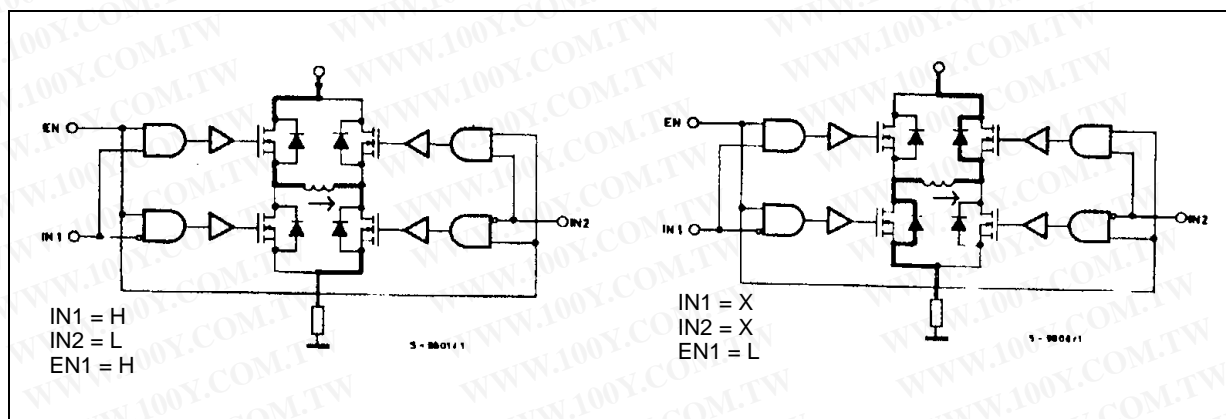 EN
IN1
IN2
IN1 = H
IN2 = L
EN1 = H
EN
IN1
IN2
IN1 = X
IN2 = X
EN1 = L
WWW.100Y.COM.TW